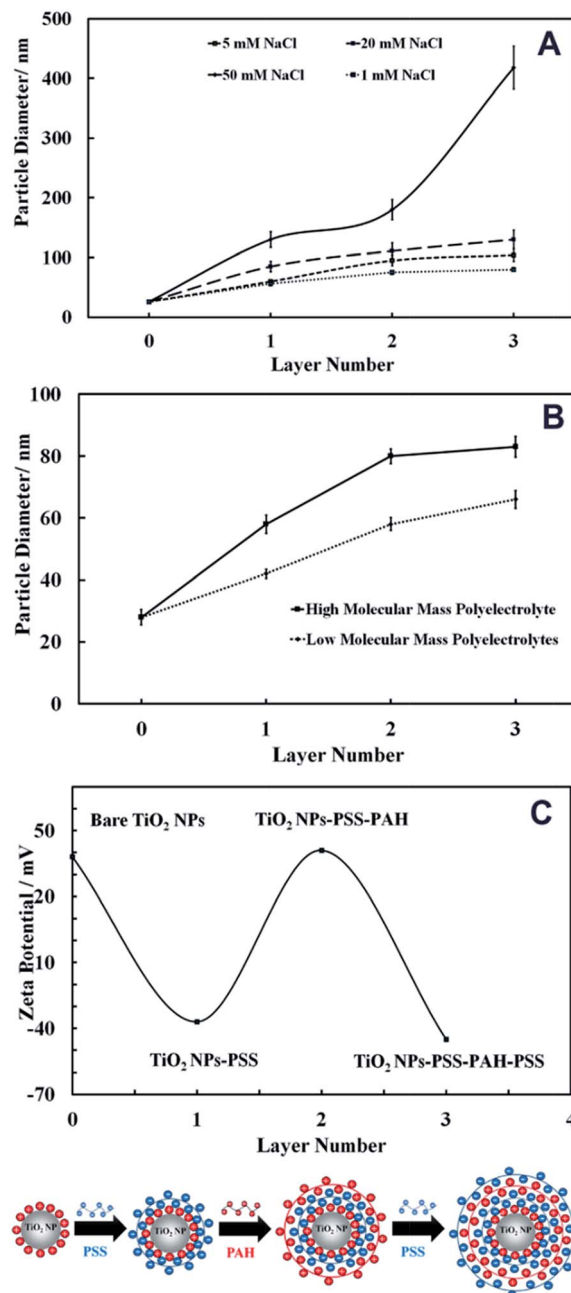 A
5 mM NaCl
20 mM NaCl
50 mM NaCl
1 mM NaCl
Particle Diameter/ nm
500
400
300
200
100
0
0 1 2 3
Layer Number
B
Particle Diameter/ nm
100
80
60
40
20
0
High Molecular Mass Polyelectrolyte
Low Molecular Mass Polyelectrolytes
0 1 2 3
Layer Number
C
Zeta Potential / mV
50
20
10
-40
-70
Bare TiO₂ NPs
TiO₂ NPs-PSS-PAH
TiO₂ NPs-PSS
TiO₂ NPs-PSS-PAH-PSS
0 1 2 3 4
Layer Number
TiO₂ NP
PSS
TiO₂ NP
PAH
TiO₂ NP
PSS
TiO₂ NP